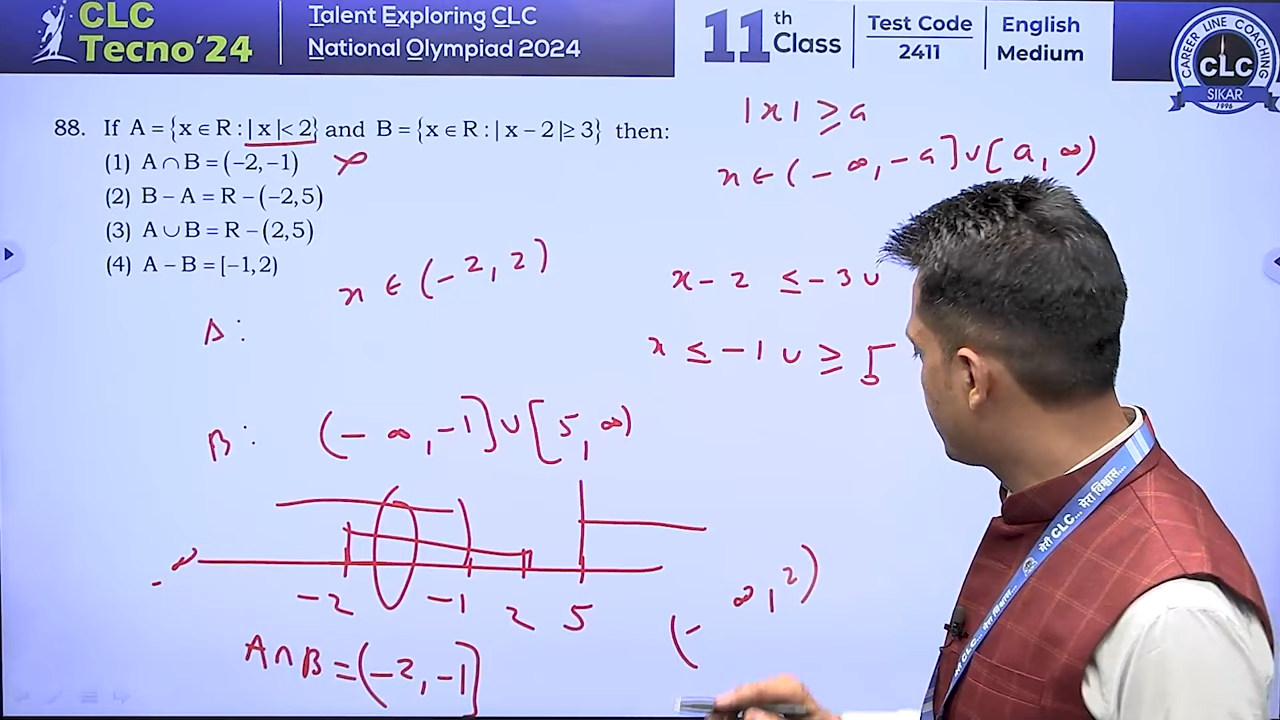 CLC
Tecno'24
Talent Exploring CLC
National Olympiad 2024
11th
Class
Test Code
2411
English
Medium
CAREER LINE COACHING
CLC
SIKAR
1996
88. If A = {x ∈ R : | x |< 2} and B = {x ∈ R : | x − 2 |≥ 3} then:
(1) A ∩ B = (−2, −1)
(2) B − A = R − (−2, 5)
(3) A ∪ B = R − (2, 5)
(4) A − B = [−1, 2)
|x| ≥ a
x ∈ (−∞, −a] ∪ [a, ∞)
x ∈ (−2, 2)
x − 2 ≤ −3 ∪
A:
x ≤ −1 ∪ ≥ 5
B: (−∞, −1] ∪ [5, ∞)
−∞
−2 −1 2 5
A ∩ B = (−2, −1]
(−∞, 2)
मेरी CLC... मेरा विश्वास...